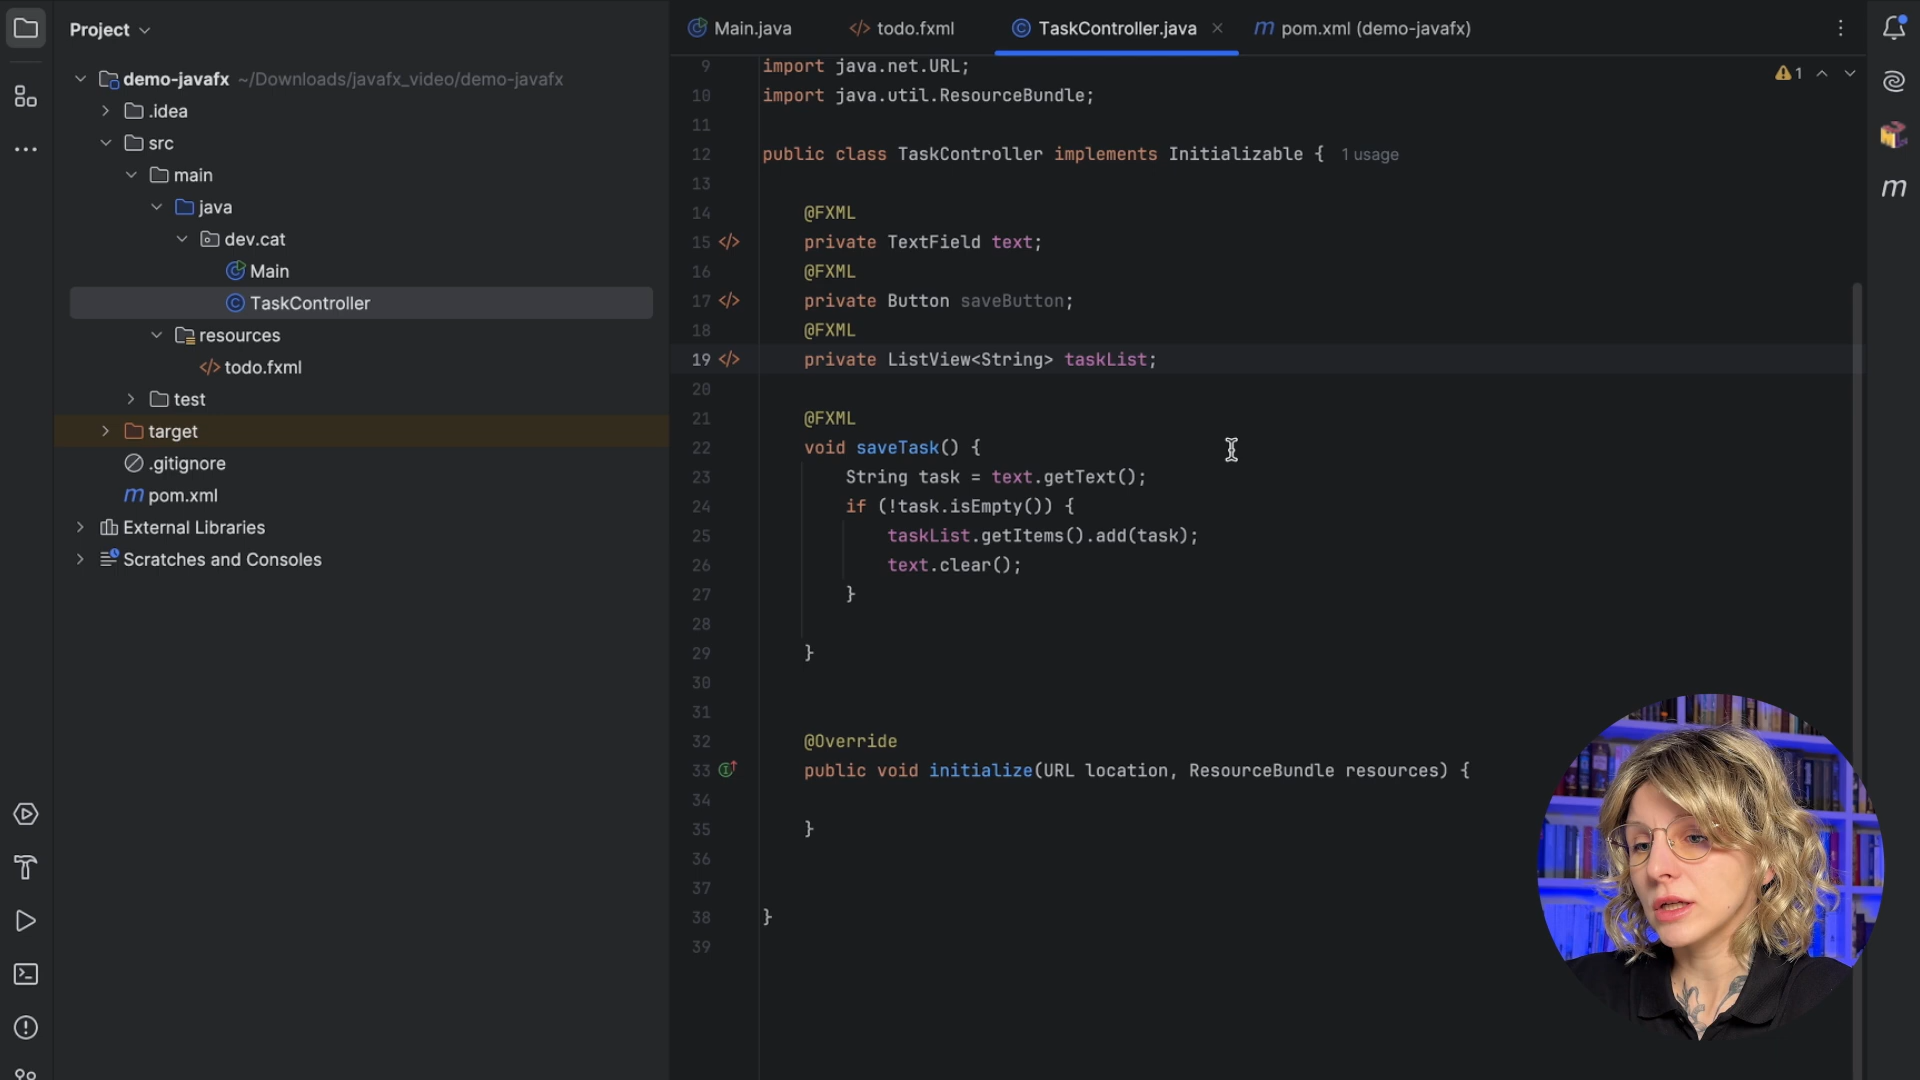 Project
demo-javafx ~/Downloads/javafx_video/demo-javafx
.idea
src
main
java
dev.cat
Main
TaskController
resources
todo.fxml
test
target
.gitignore
pom.xml
External Libraries
Scratches and Consoles
Main.java
todo.fxml
TaskController.java
pom.xml (demo-javafx)
1
9 import java.net.URL;
10 import java.util.ResourceBundle;
11
12 public class TaskController implements Initializable { 1 usage
13
14 @FXML
15 private TextField text;
16 @FXML
17 private Button saveButton;
18 @FXML
19 private ListView<String> taskList;
20
21 @FXML
22 void saveTask() {
23 String task = text.getText();
24 if (!task.isEmpty()) {
25 taskList.getItems().add(task);
26 text.clear();
27 }
28
29 }
30
31
32 @Override
33 public void initialize(URL location, ResourceBundle resources) {
34
35 }
36
37
38 }
39